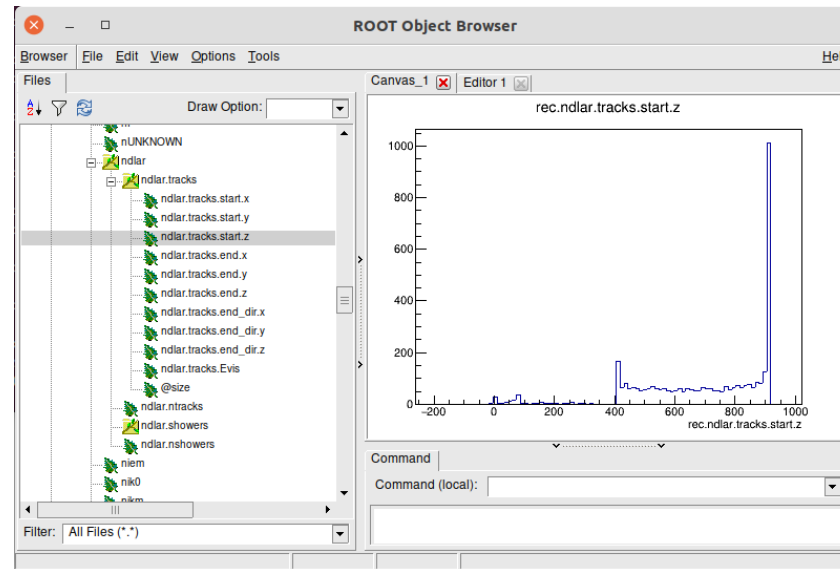 ROOT Object Browser
Browser File Edit View Options Tools
Files
Draw Option:
nUNKNOWN
ndlar
ndlar.tracks
ndlar.tracks.start.x
ndlar.tracks.start.y
ndlar.tracks.start.z
ndlar.tracks.end.x
ndlar.tracks.end.y
ndlar.tracks.end.z
ndlar.tracks.end_dir.x
ndlar.tracks.end_dir.y
ndlar.tracks.end_dir.z
ndlar.tracks.Evis
@size
ndlar.ntracks
ndlar.showers
ndlar.nshowers
niem
nik0
nikm
Filter: All Files (*.*)
Canvas_1 Editor 1
rec.ndlar.tracks.start.z
1000
800
600
400
200
0
−200 0 200 400 600 800 1000
rec.ndlar.tracks.start.z
Command
Command (local):